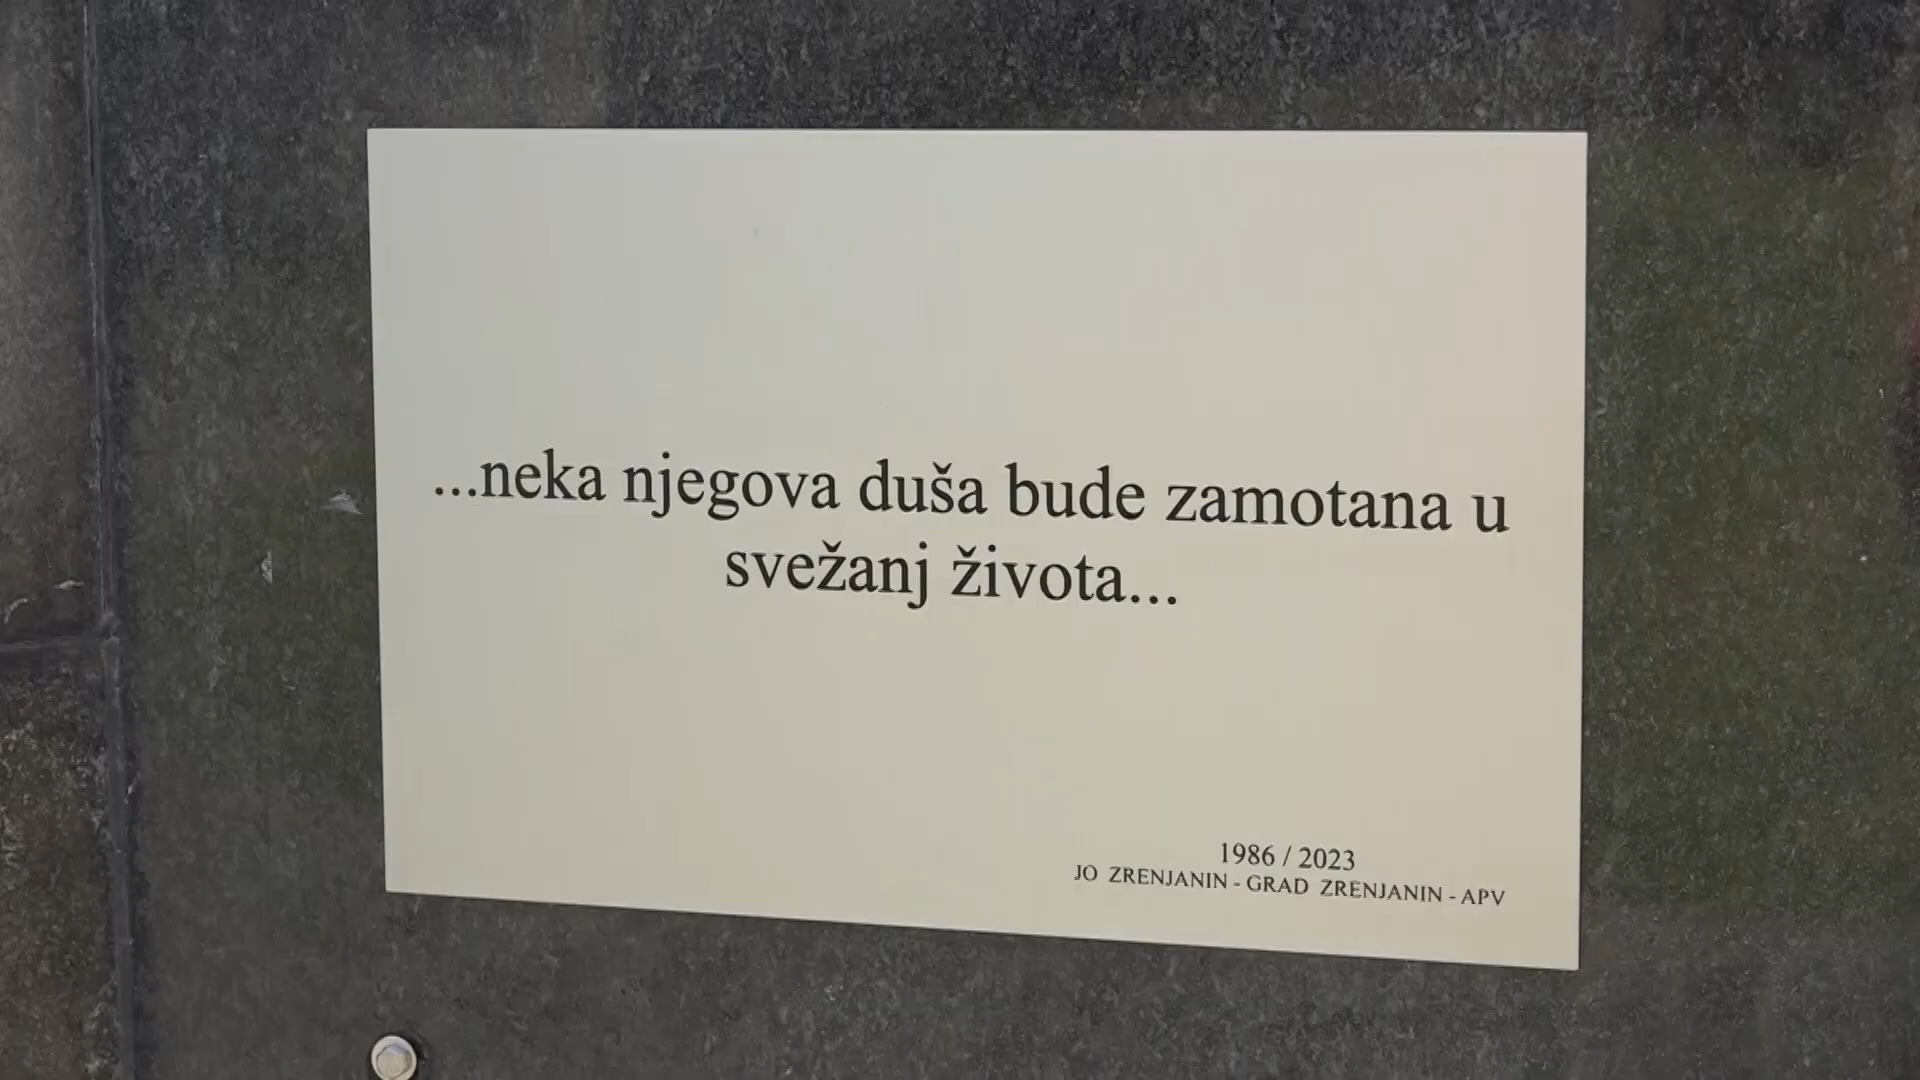 ...neka njegova duša bude zamotana u
svežanj života...
1986 / 2023
JO ZRENJANIN - GRAD ZRENJANIN - APV